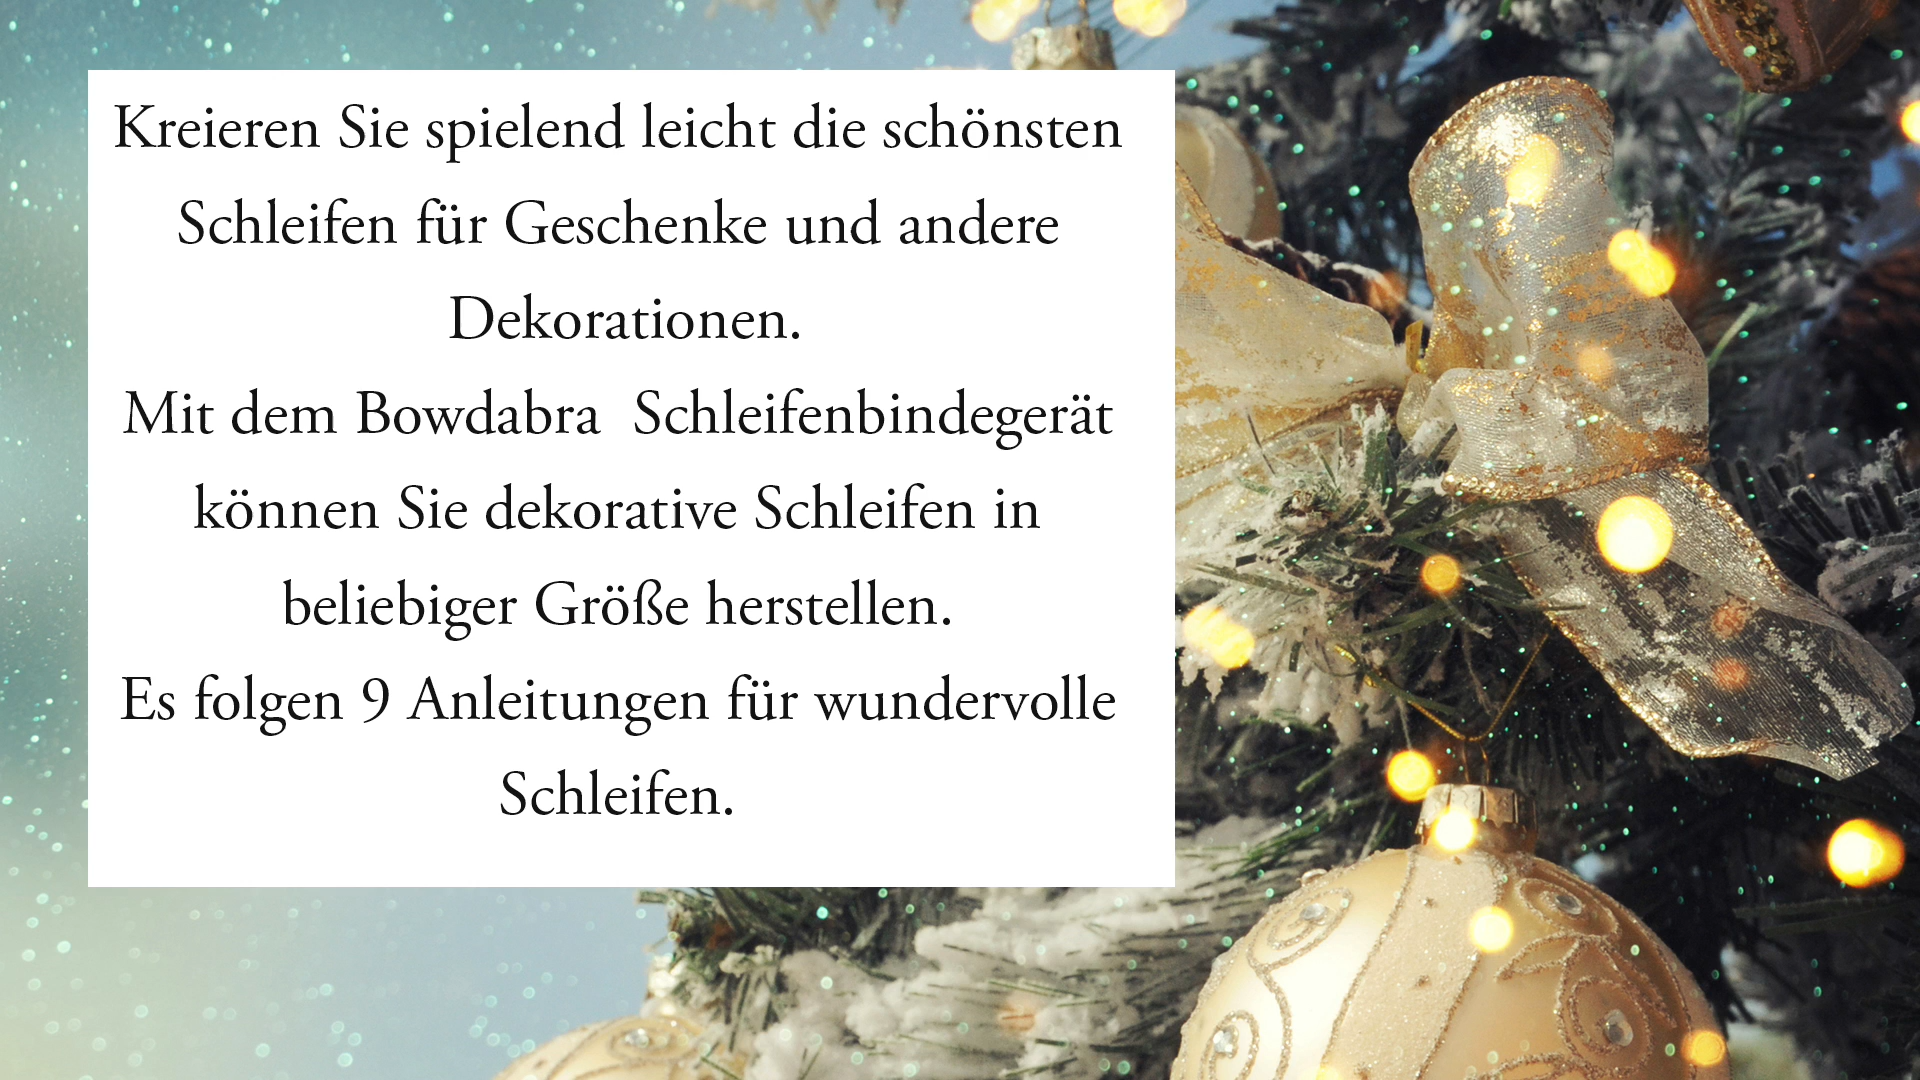 Kreieren Sie spielend leicht die schönsten
Schleifen für Geschenke und andere
Dekorationen.
Mit dem Bowdabra  Schleifenbindegerät
können Sie dekorative Schleifen in
beliebiger Größe herstellen.
Es folgen 9 Anleitungen für wundervolle
Schleifen.